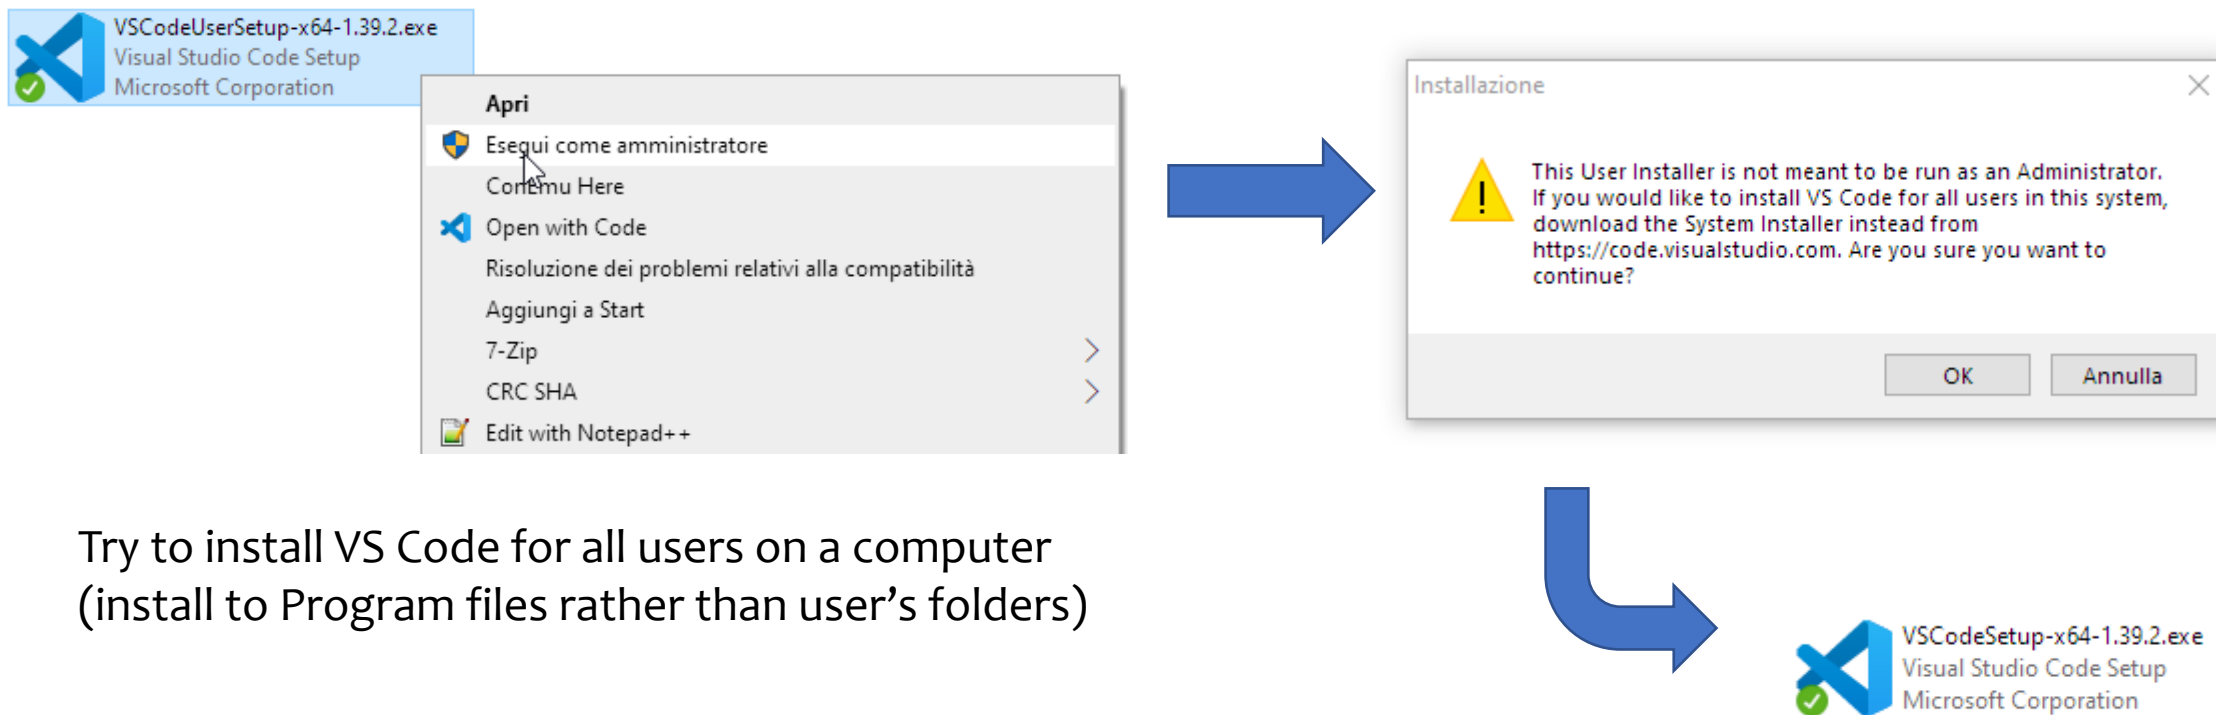 VSCodeUserSetup-x64-1.39.2.exe
Visual Studio Code Setup
Microsoft Corporation
Apri
Esegui come amministratore
ConEmu Here
Open with Code
Risoluzione dei problemi relativi alla compatibilità
Aggiungi a Start
7-Zip
CRC SHA
Edit with Notepad++
Installazione
This User Installer is not meant to be run as an Administrator.
If you would like to install VS Code for all users in this system,
download the System Installer instead from
https://code.visualstudio.com. Are you sure you want to
continue?
OK
Annulla
Try to install VS Code for all users on a computer
(install to Program files rather than user’s folders)
VSCodeSetup-x64-1.39.2.exe
Visual Studio Code Setup
Microsoft Corporation